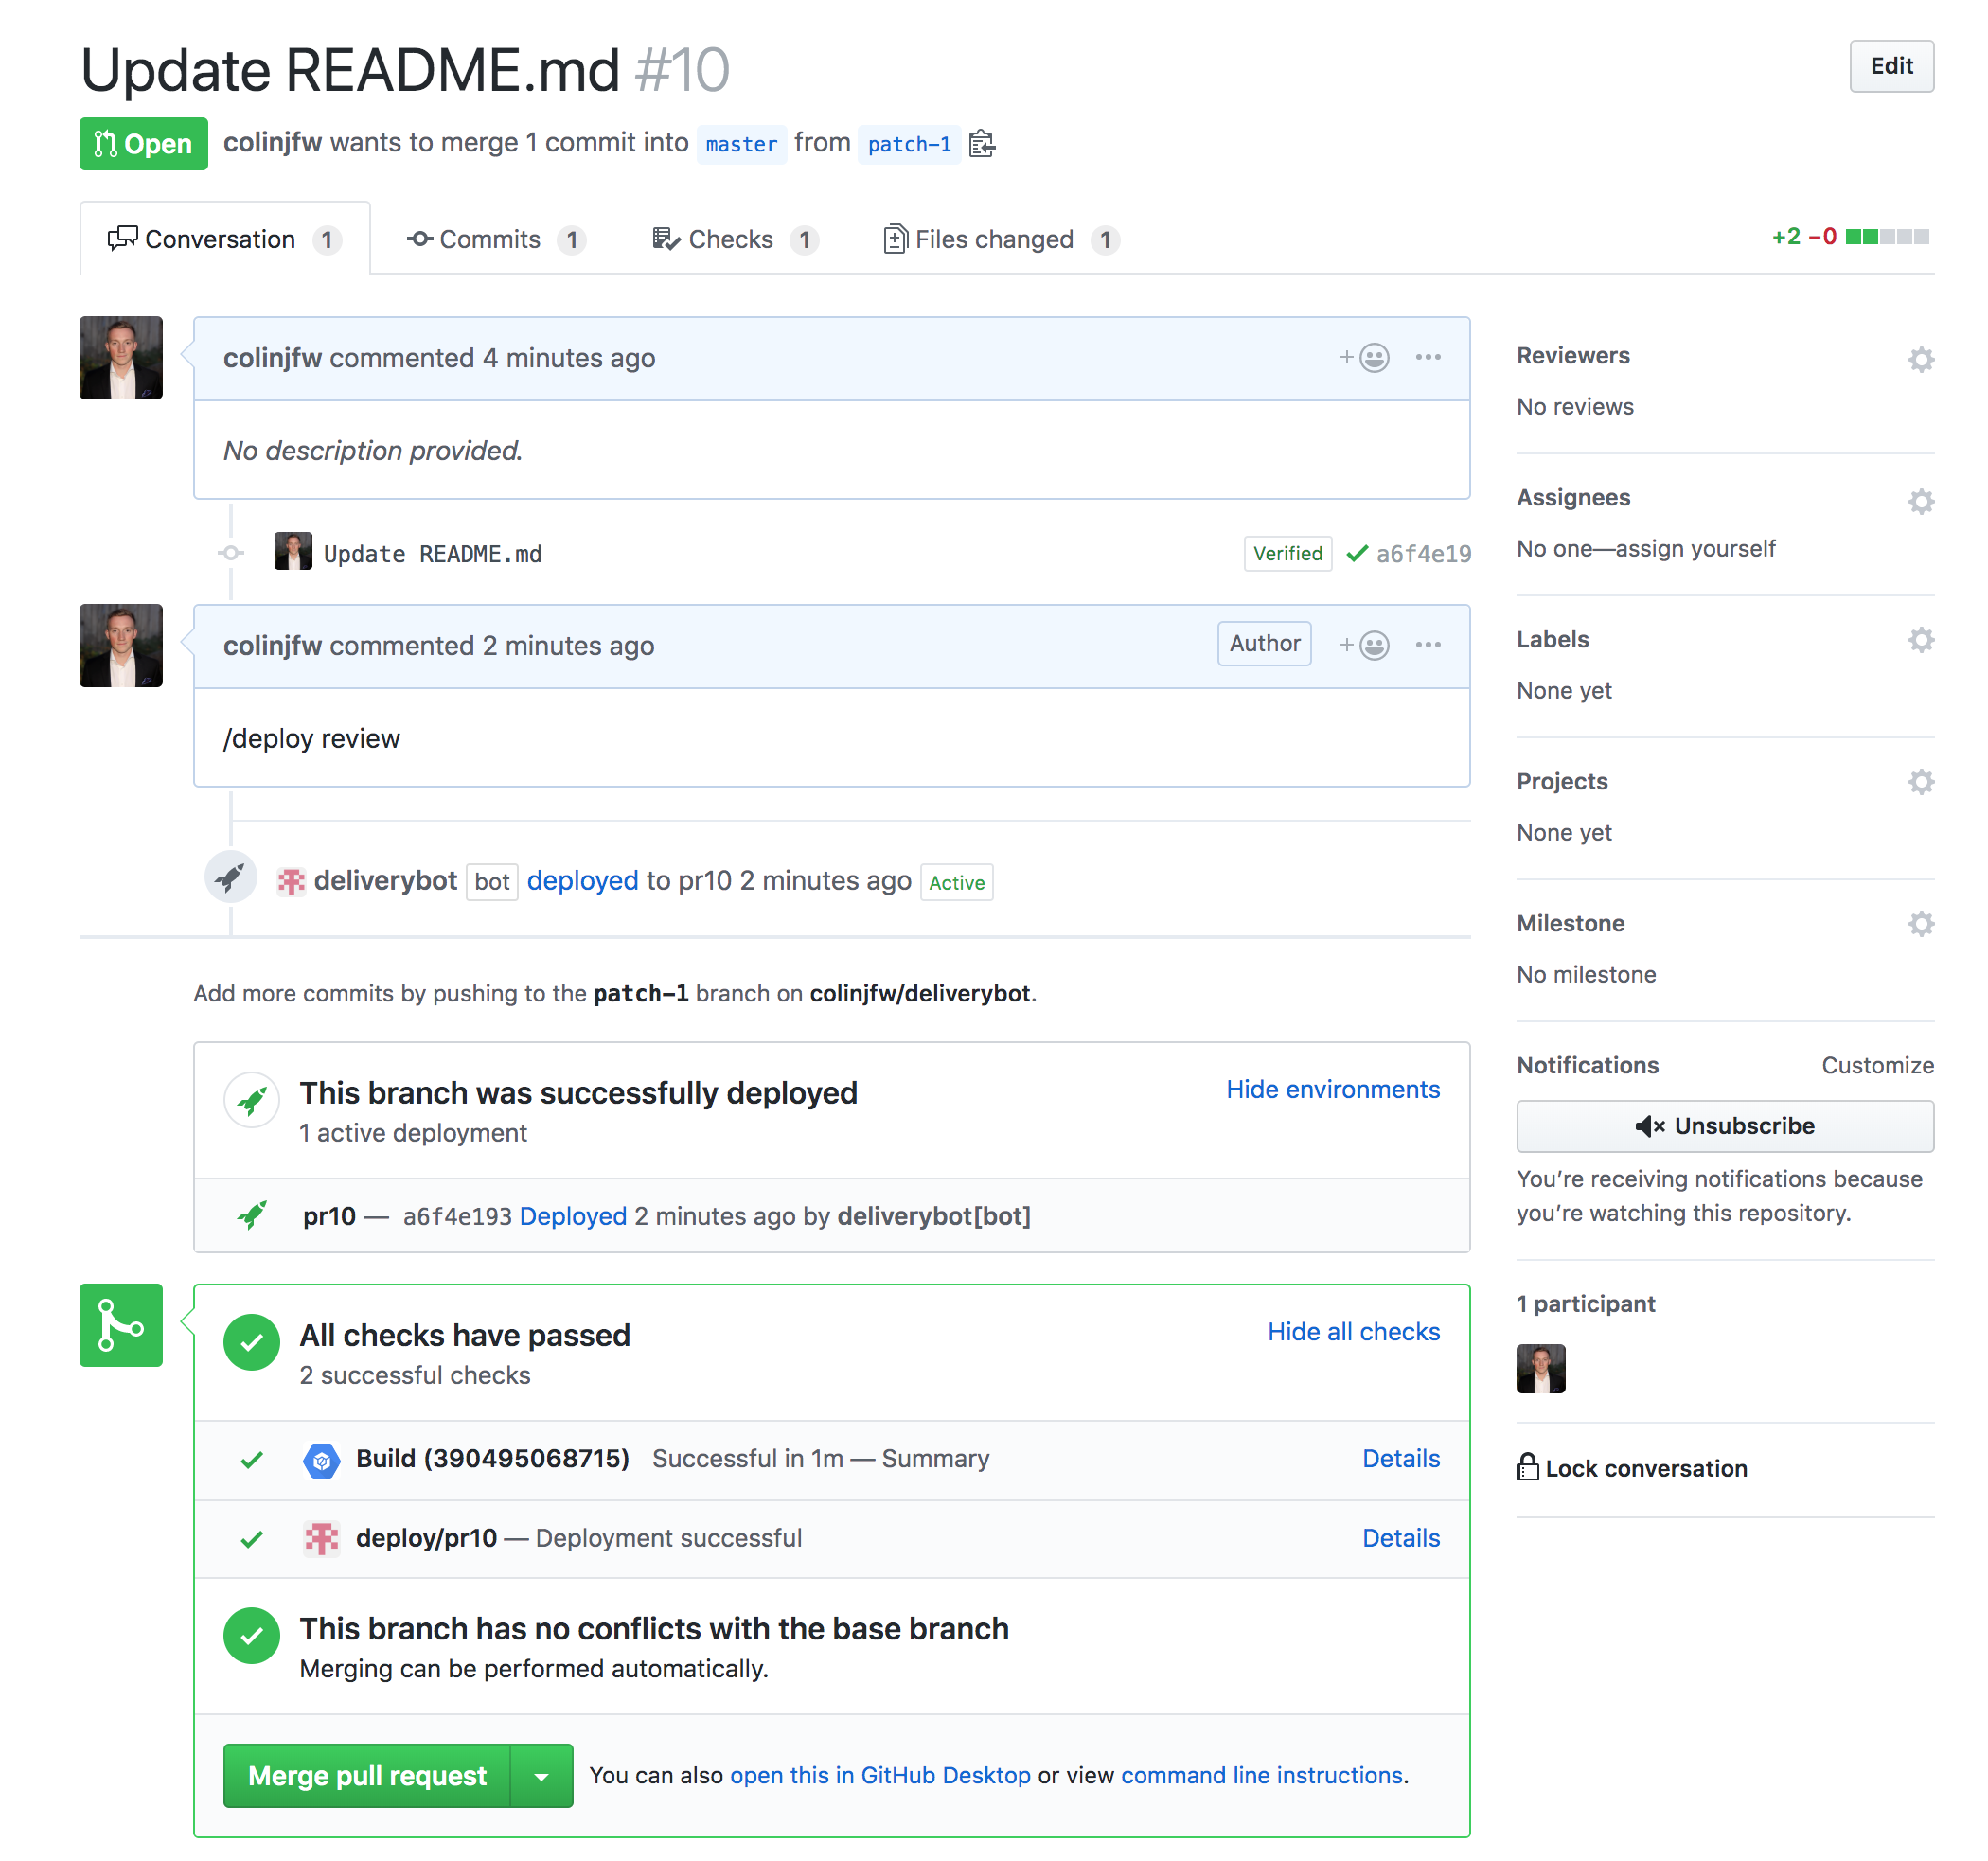 Update README.md #10
Edit
Open colinjfw wants to merge 1 commit into master from patch-1
Conversation 1 Commits 1 Checks 1 Files changed 1 +2 −0
colinjfw commented 4 minutes ago
No description provided.
Update README.md Verified a6f4e19
colinjfw commented 2 minutes ago Author
/deploy review
deliverybot bot deployed to pr10 2 minutes ago Active
Add more commits by pushing to the patch-1 branch on colinjfw/deliverybot.
This branch was successfully deployed Hide environments
1 active deployment
pr10 — a6f4e193 Deployed 2 minutes ago by deliverybot[bot]
All checks have passed Hide all checks
2 successful checks
Build (390495068715) Successful in 1m — Summary Details
deploy/pr10 — Deployment successful Details
This branch has no conflicts with the base branch
Merging can be performed automatically.
Merge pull request You can also open this in GitHub Desktop or view command line instructions.
Reviewers
No reviews
Assignees
No one—assign yourself
Labels
None yet
Projects
None yet
Milestone
No milestone
Notifications Customize
Unsubscribe
You’re receiving notifications because
you’re watching this repository.
1 participant
Lock conversation